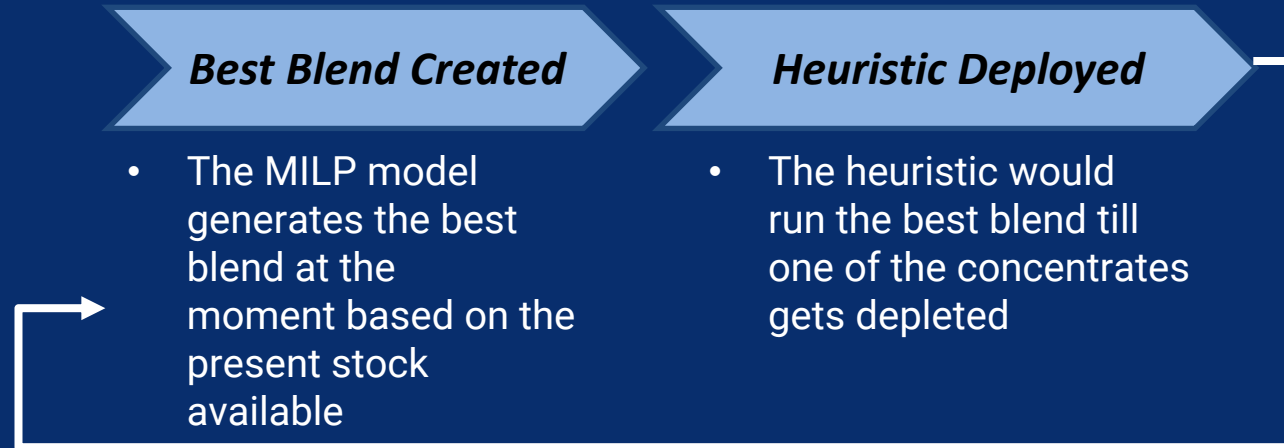 Best Blend Created
• The MILP model
generates the best
blend at the
moment based on the
present stock
available
Heuristic Deployed
• The heuristic would
run the best blend till
one of the concentrates
gets depleted